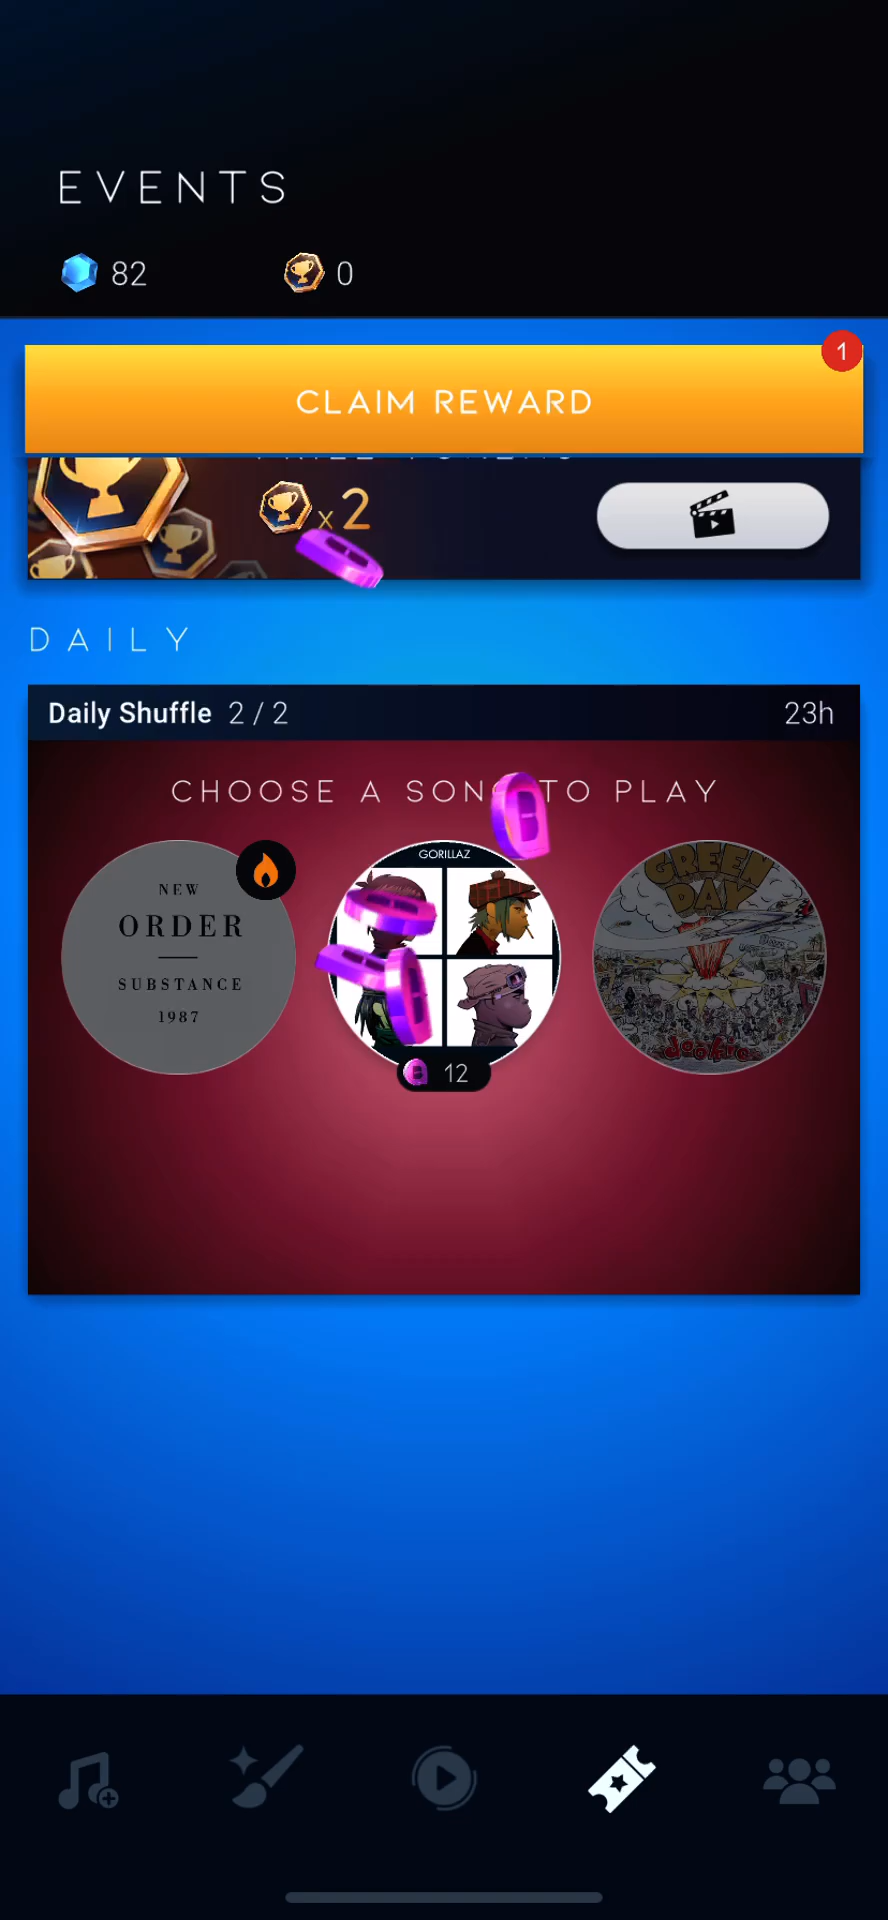 EVENTS
82
0
1
CLAIM REWARD
x2
DAILY
Daily Shuffle 2 / 2
23h
CHOOSE A SONG TO PLAY
NEW
ORDER
SUBSTANCE
1987
GORILLAZ
12
GREEN
DAY
dookie